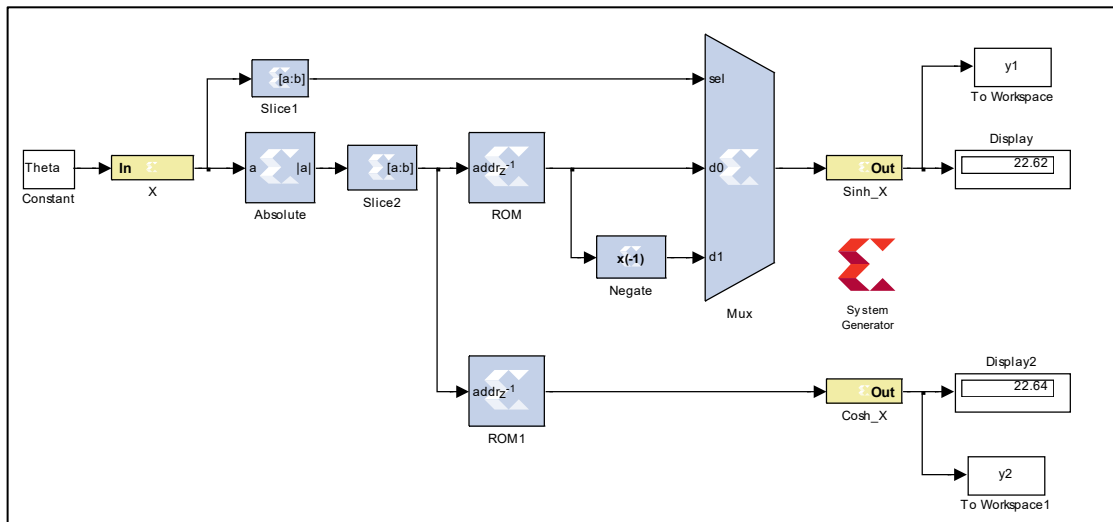 y1
To Workspace
[a:b]
Slice1
sel
Display
22.62
Theta
Constant
In
X
a
|a|
Absolute
[a:b]
Slice2
addr z-1
ROM
d0
Out
Sinh_X
x(-1)
Negate
d1
Mux
System
Generator
Display2
22.64
addr z-1
ROM1
Out
Cosh_X
y2
To Workspace1